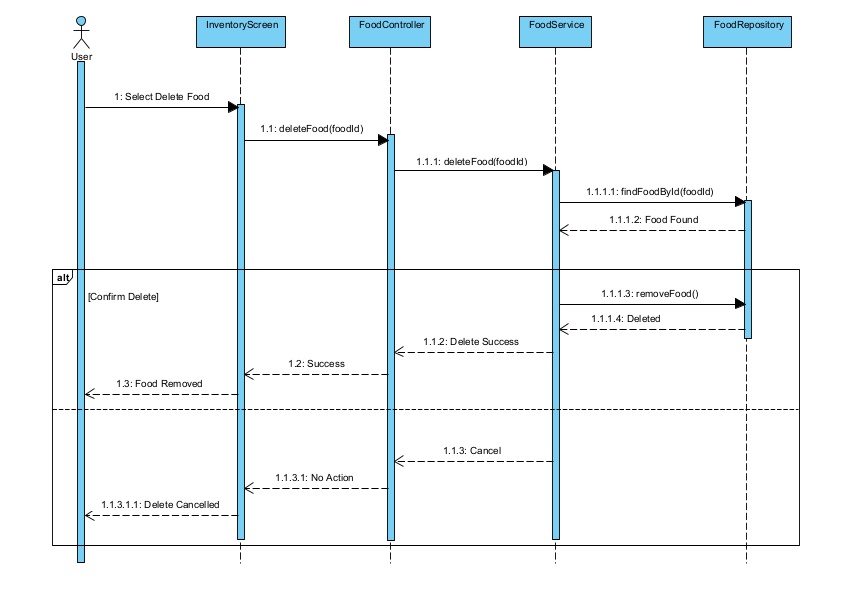 InventoryScreen
FoodController
FoodService
FoodRepository
User
1: Select Delete Food
1.1: deleteFood(foodId)
1.1.1: deleteFood(foodId)
1.1.1.1: findFoodById(foodId)
1.1.1.2: Food Found
alt
[Confirm Delete]
1.1.1.3: removeFood()
1.1.1.4: Deleted
1.1.2: Delete Success
1.2: Success
1.3: Food Removed
1.1.3: Cancel
1.1.3.1: No Action
1.1.3.1.1: Delete Cancelled